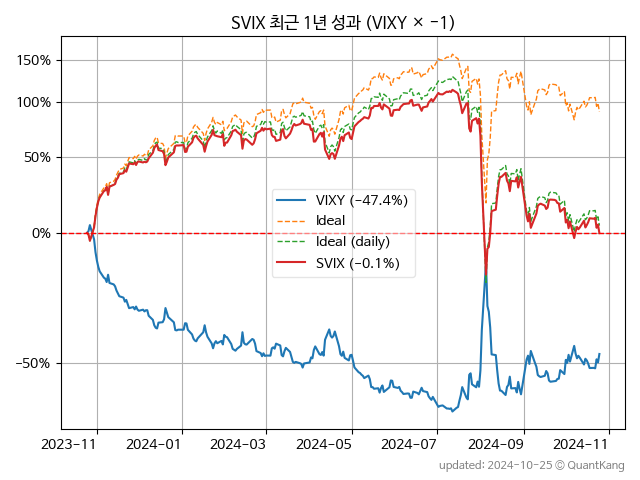 SVIX 최근 1년 성과 (VIXY × −1)
150%
100%
50%
0%
−50%
VIXY (−47.4%)
Ideal
Ideal (daily)
SVIX (−0.1%)
2023−11
2024−01
2024−03
2024−05
2024−07
2024−09
2024−11
updated: 2024-10-25 © QuantKang